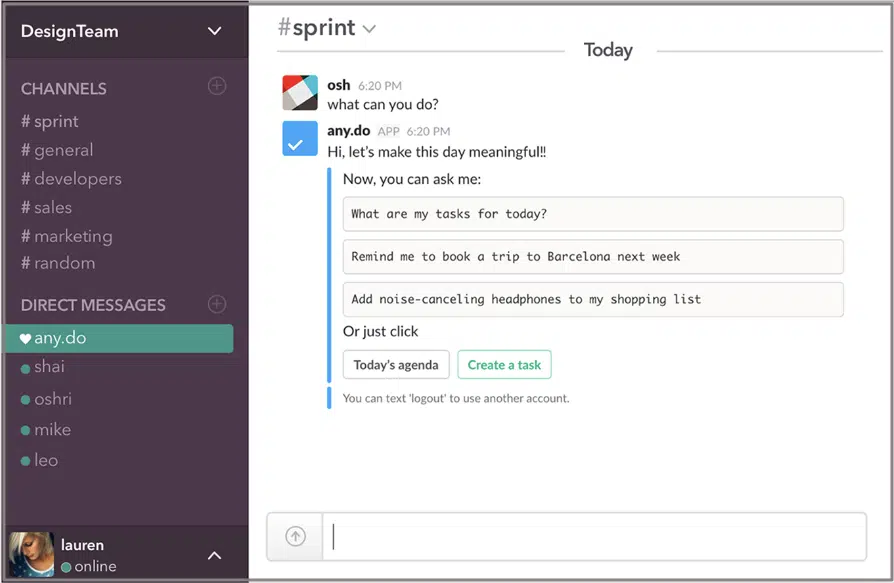 DesignTeam
CHANNELS
# sprint
# general
# developers
# sales
# marketing
# random
DIRECT MESSAGES
any.do
shai
oshri
mike
leo
lauren
online
#sprint
Today
osh 6:20 PM
what can you do?
any.do APP 6:20 PM
Hi, let's make this day meaningful!!
Now, you can ask me:
What are my tasks for today?
Remind me to book a trip to Barcelona next week
Add noise-canceling headphones to my shopping list
Or just click
Today's agenda Create a task
You can text 'logout' to use another account.